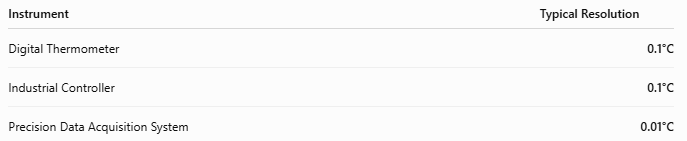 Instrument Typical Resolution
Digital Thermometer 0.1°C
Industrial Controller 0.1°C
Precision Data Acquisition System 0.01°C